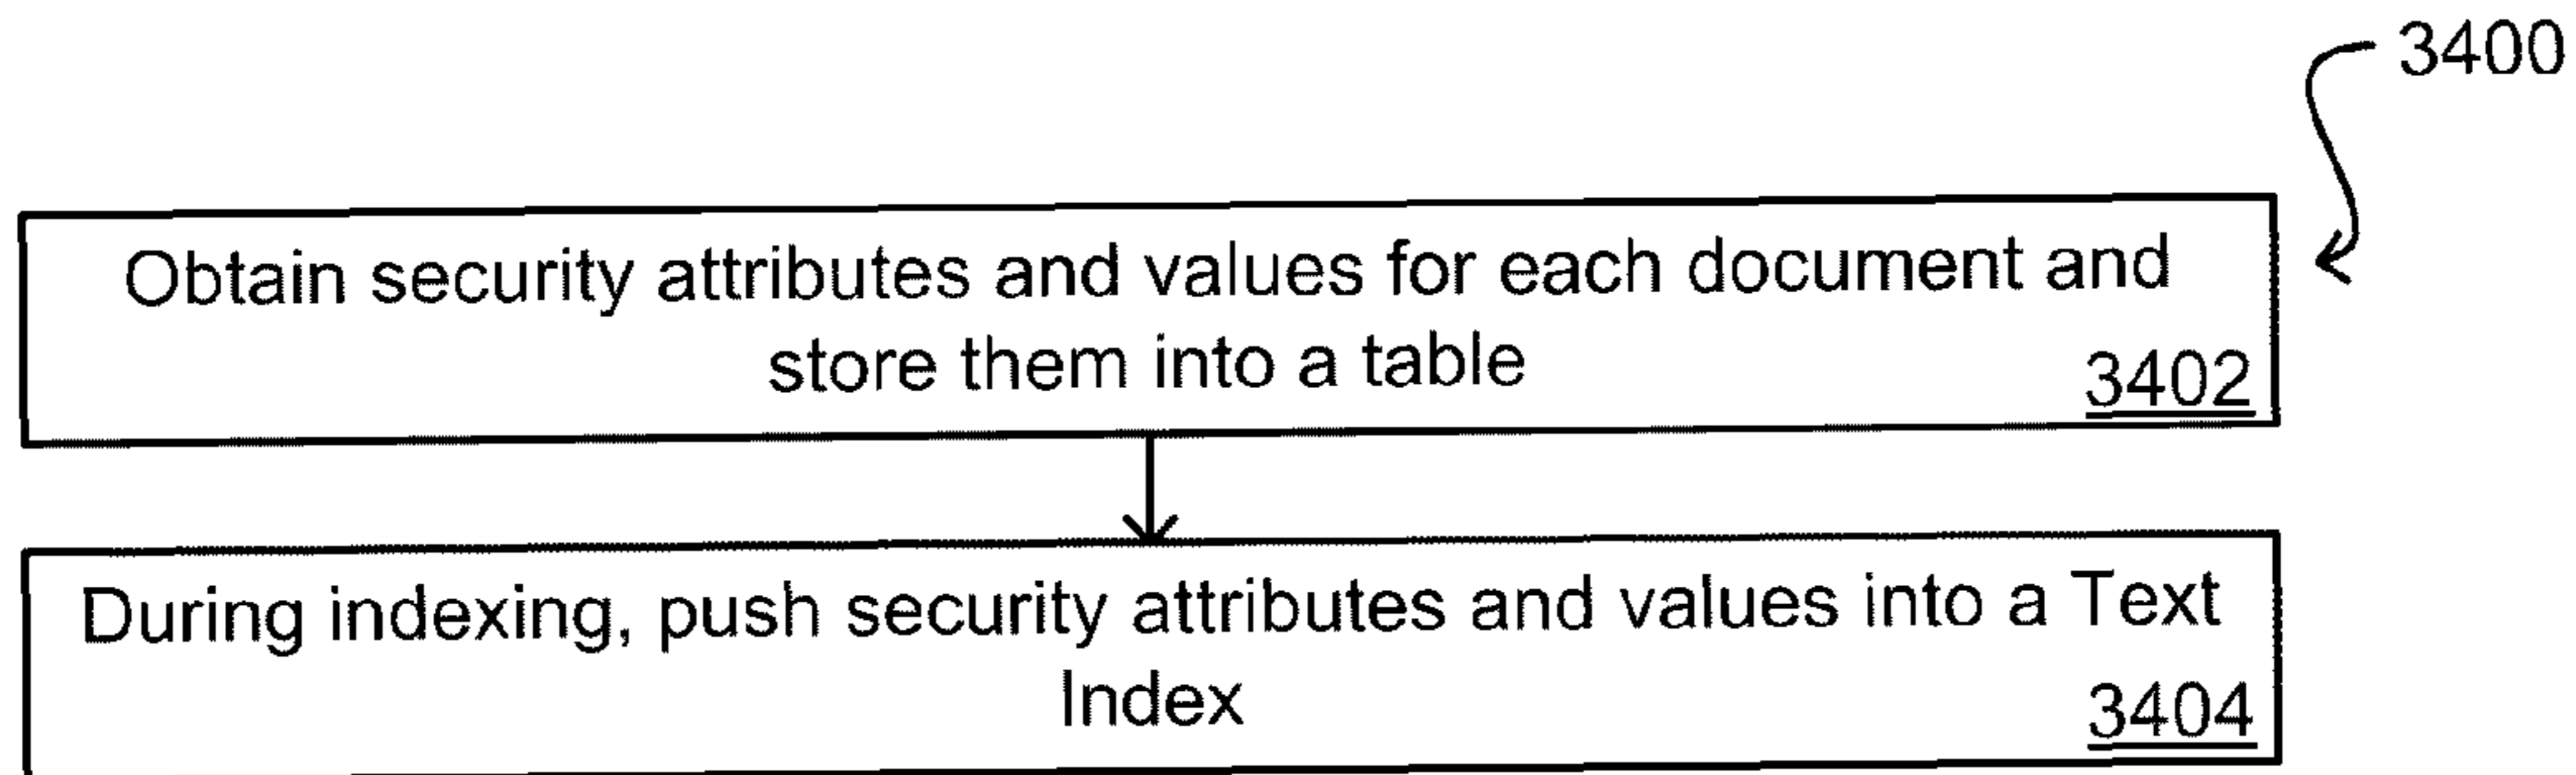 3400
Obtain security attributes and values for each document and
store them into a table
3402
During indexing, push security attributes and values into a Text
Index
3404